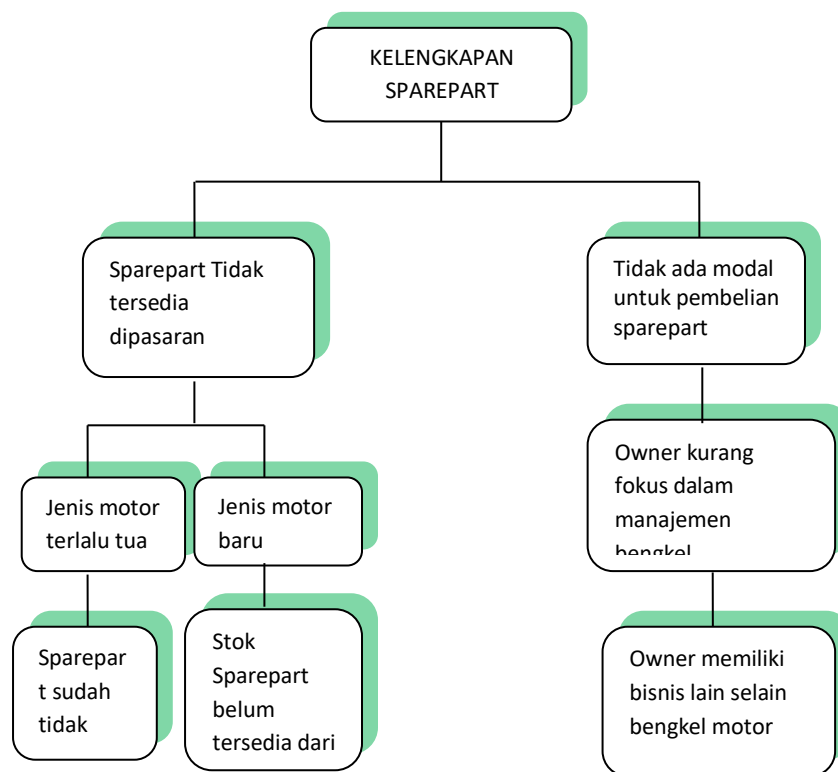 KELENGKAPAN
SPAREPART
Sparepart Tidak
tersedia
dipasaran
Tidak ada modal
untuk pembelian
sparepart
Jenis motor
terlalu tua
Jenis motor
baru
Owner kurang
fokus dalam
manajemen
bengkel
Sparepar
t sudah
tidak
Stok
Sparepart
belum
tersedia dari
Owner memiliki
bisnis lain selain
bengkel motor